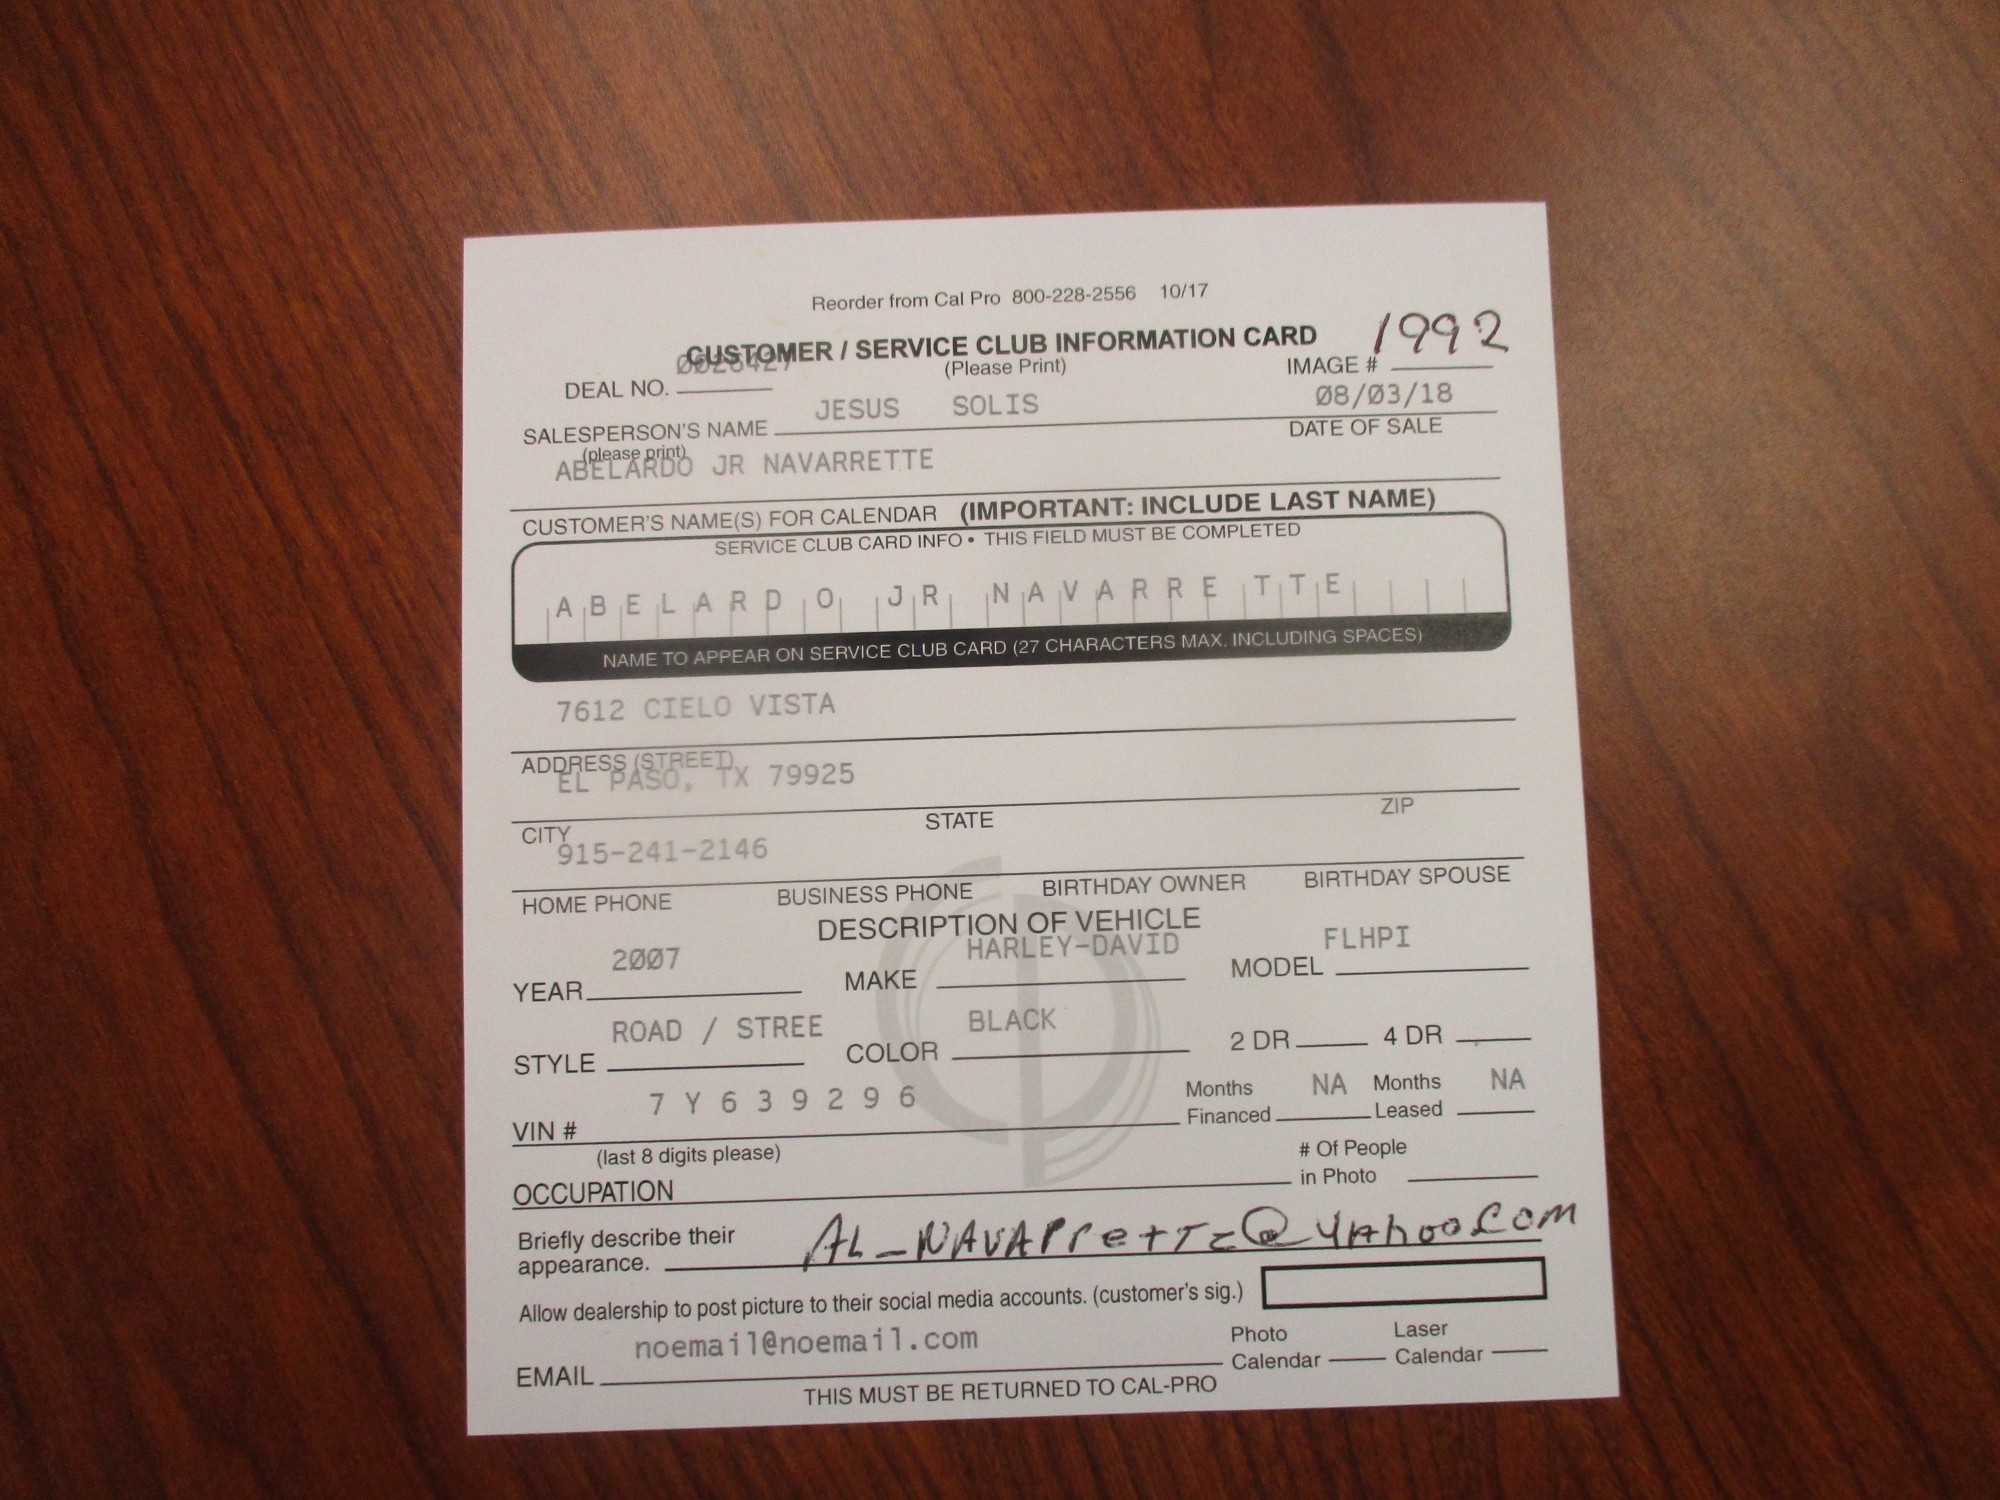 Reorder from Cal Pro 800-228-2556 10/17
CUSTOMER / SERVICE CLUB INFORMATION CARD
(Please Print)
DEAL NO. 0026427
IMAGE # 1992
SALESPERSON'S NAME JESUS SOLIS
(please print)
08/03/18
DATE OF SALE
ABELARDO JR NAVARRETTE
CUSTOMER'S NAME(S) FOR CALENDAR (IMPORTANT: INCLUDE LAST NAME)
SERVICE CLUB CARD INFO • THIS FIELD MUST BE COMPLETED
ABELARDO JR NAVARRETTE
NAME TO APPEAR ON SERVICE CLUB CARD (27 CHARACTERS MAX. INCLUDING SPACES)
7612 CIELO VISTA
ADDRESS (STREET)
EL PASO, TX 79925
CITY STATE ZIP
915-241-2146
HOME PHONE BUSINESS PHONE BIRTHDAY OWNER BIRTHDAY SPOUSE
DESCRIPTION OF VEHICLE
YEAR 2007 MAKE HARLEY-DAVID MODEL FLHPI
STYLE ROAD / STREE COLOR BLACK 2 DR 4 DR
VIN # 7 Y 6 3 9 2 9 6
(last 8 digits please)
Months Financed NA Months Leased NA
OCCUPATION
# Of People in Photo
Briefly describe their
appearance. AL_NAVARrette@yahoo.com
Allow dealership to post picture to their social media accounts. (customer's sig.)
EMAIL noemail@noemail.com
Photo Calendar Laser Calendar
THIS MUST BE RETURNED TO CAL-PRO